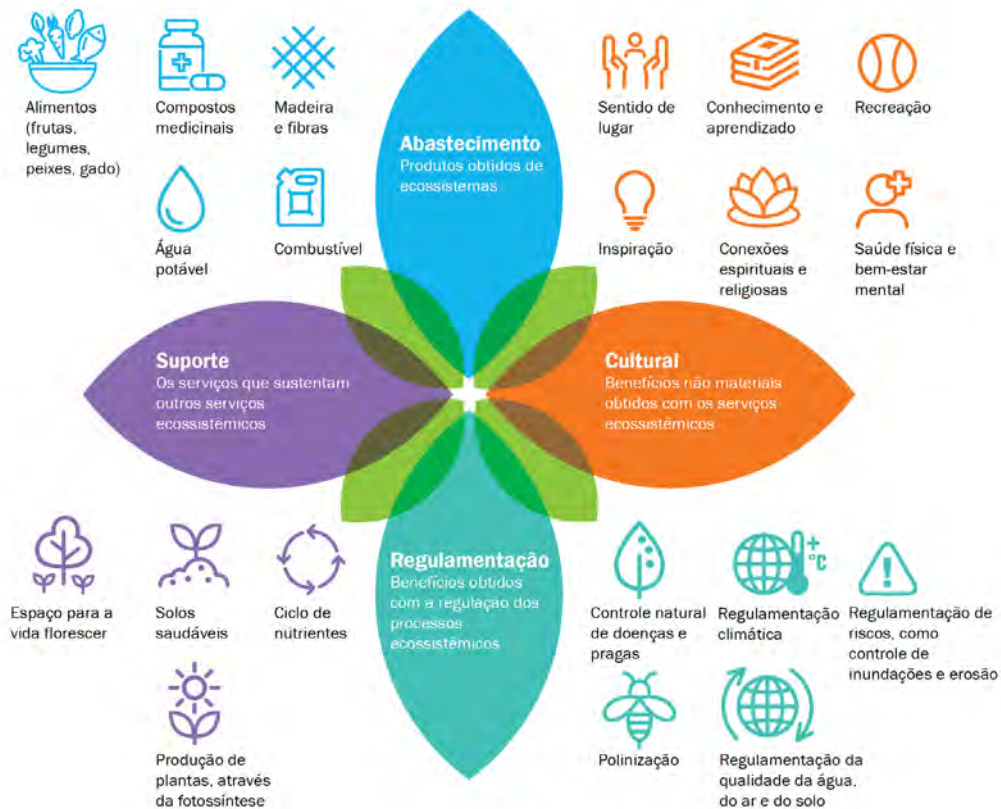 Alimentos
(frutas,
legumes,
peixes, gado)
Compostos
medicinais
Madeira
e fibras
Água
potável
Combustível
Abastecimento
Produtos obtidos de
ecossistemas
Sentido de
lugar
Conhecimento e
aprendizado
Recreação
Inspiração
Conexões
espirituais e
religiosas
Saúde física e
bem-estar
mental
Suporte
Os serviços que sustentam
outros serviços
ecossistêmicos
Cultural
Benefícios não materiais
obtidos com os serviços
ecossistêmicos
Espaço para a
vida florescer
Solos
saudáveis
Ciclo de
nutrientes
Produção de
plantas, através
da fotossíntese
Regulamentação
Benefícios obtidos
com a regulação dos
processos
ecossistêmicos
Controle natural
de doenças e
pragas
+
°C
Regulamentação
climática
!
Regulamentação de
riscos, como
controle de
inundações e erosão
Polinização
Regulamentação da
qualidade da água,
do ar e do solo